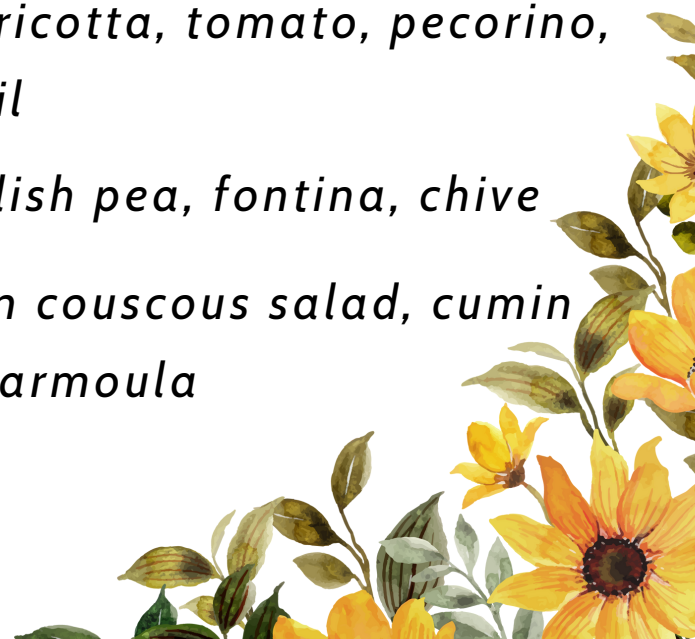 ricotta, tomato, pecorino,
il
lish pea, fontina, chive
n couscous salad, cumin
armoula